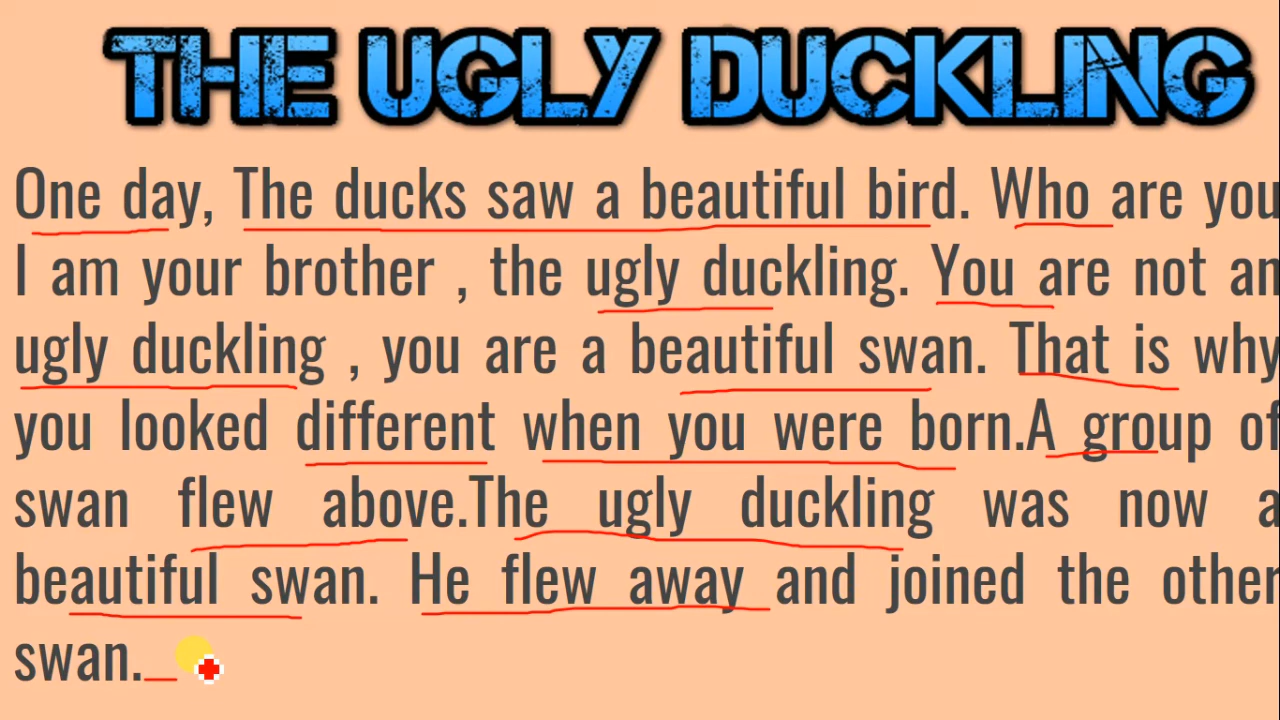 THE UGLY DUCKLING
One day, The ducks saw a beautiful bird. Who are you
I am your brother , the ugly duckling. You are not an
ugly duckling , you are a beautiful swan. That is why
you looked different when you were born.A group of
swan flew above.The ugly duckling was now a
beautiful swan. He flew away and joined the other
swan.